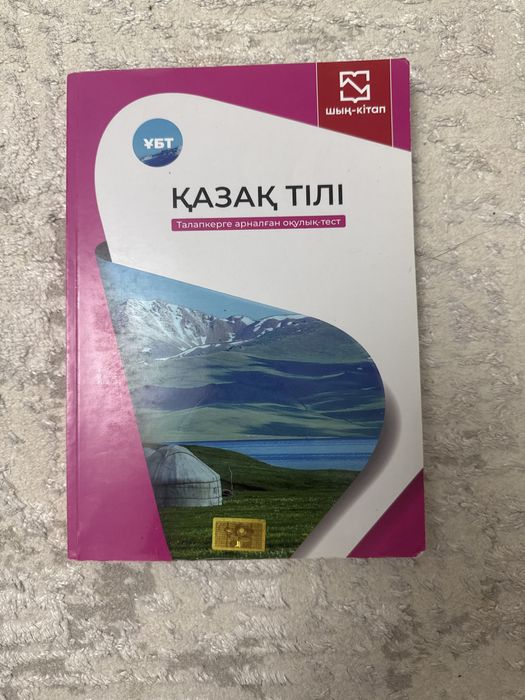 шың-кітап
ҰБТ
ҚАЗАҚ ТІЛІ
Талапкерге арналған оқулық-тест